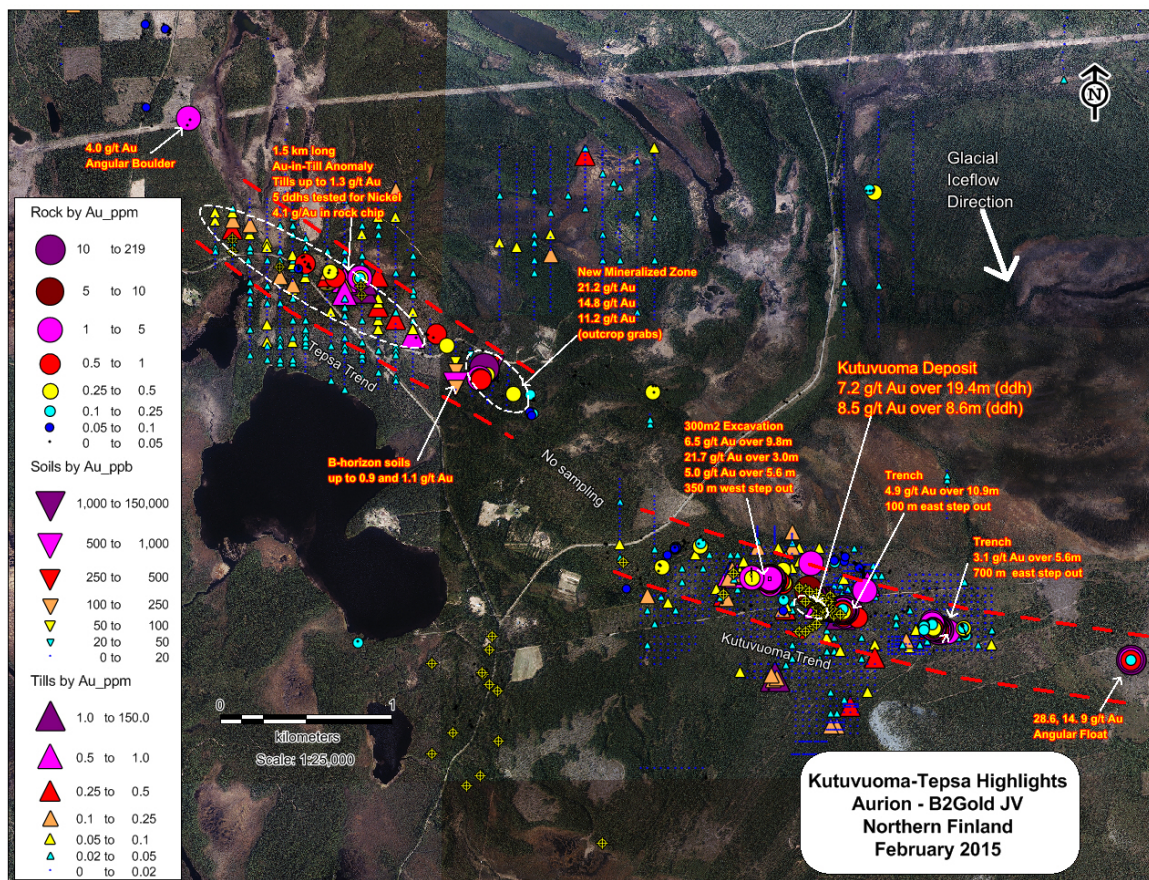 N
Glacial
Iceflow
Direction
4.0 g/t Au
Angular Boulder
1.5 km long
Au-in-Till Anomaly
Tills up to 1.3 g/t Au
5 ddhs tested for Nickel
4.1 g/Au in rock chip
Rock by Au_ppm
10 to 219
5 to 10
1 to 5
0.5 to 1
0.25 to 0.5
0.1 to 0.25
0.05 to 0.1
0 to 0.05
Soils by Au_ppb
1,000 to 150,000
500 to 1,000
250 to 500
100 to 250
50 to 100
20 to 50
0 to 20
Tills by Au_ppm
1.0 to 150.0
0.5 to 1.0
0.25 to 0.5
0.1 to 0.25
0.05 to 0.1
0.02 to 0.05
0 to 0.02
New Mineralized Zone
21.2 g/t Au
14.8 g/t Au
11.2 g/t Au
(outcrop grabs)
Tepsa Trend
B-horizon soils
up to 0.9 and 1.1 g/t Au
No sampling
Kutuvuoma Deposit
7.2 g/t Au over 19.4m (ddh)
8.5 g/t Au over 8.6m (ddh)
300m2 Excavation
6.5 g/t Au over 9.8m
21.7 g/t Au over 3.0m
5.0 g/t Au over 5.6 m
350 m west step out
Trench
4.9 g/t Au over 10.9m
100 m east step out
Trench
3.1 g/t Au over 5.6m
700 m east step out
Kutuvuoma Trend
28.6, 14. 9 g/t Au
Angular Float
0 1
kilometers
Scale: 1:25,000
Kutuvuoma-Tepsa Highlights
Aurion - B2Gold JV
Northern Finland
February 2015